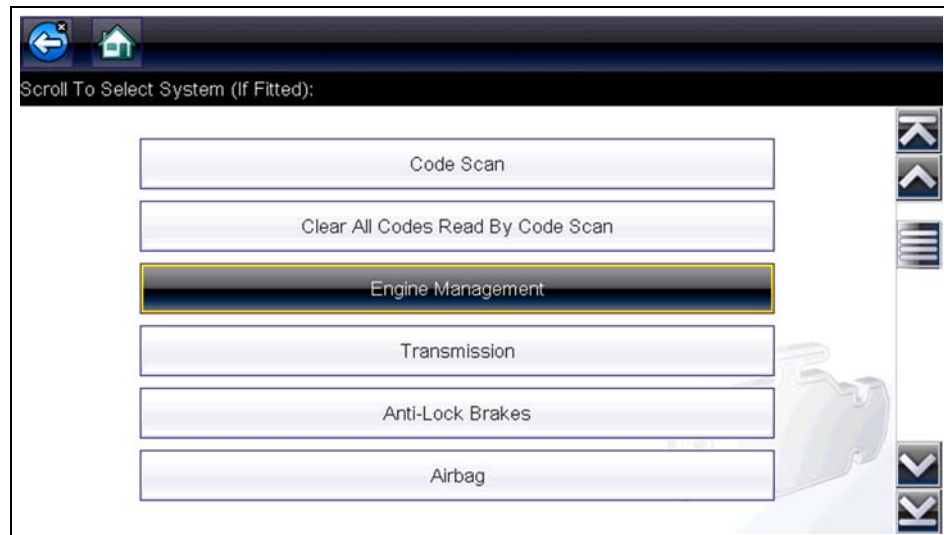 Scroll To Select System (If Fitted):
Code Scan
Clear All Codes Read By Code Scan
Engine Management
Transmission
Anti-Lock Brakes
Airbag